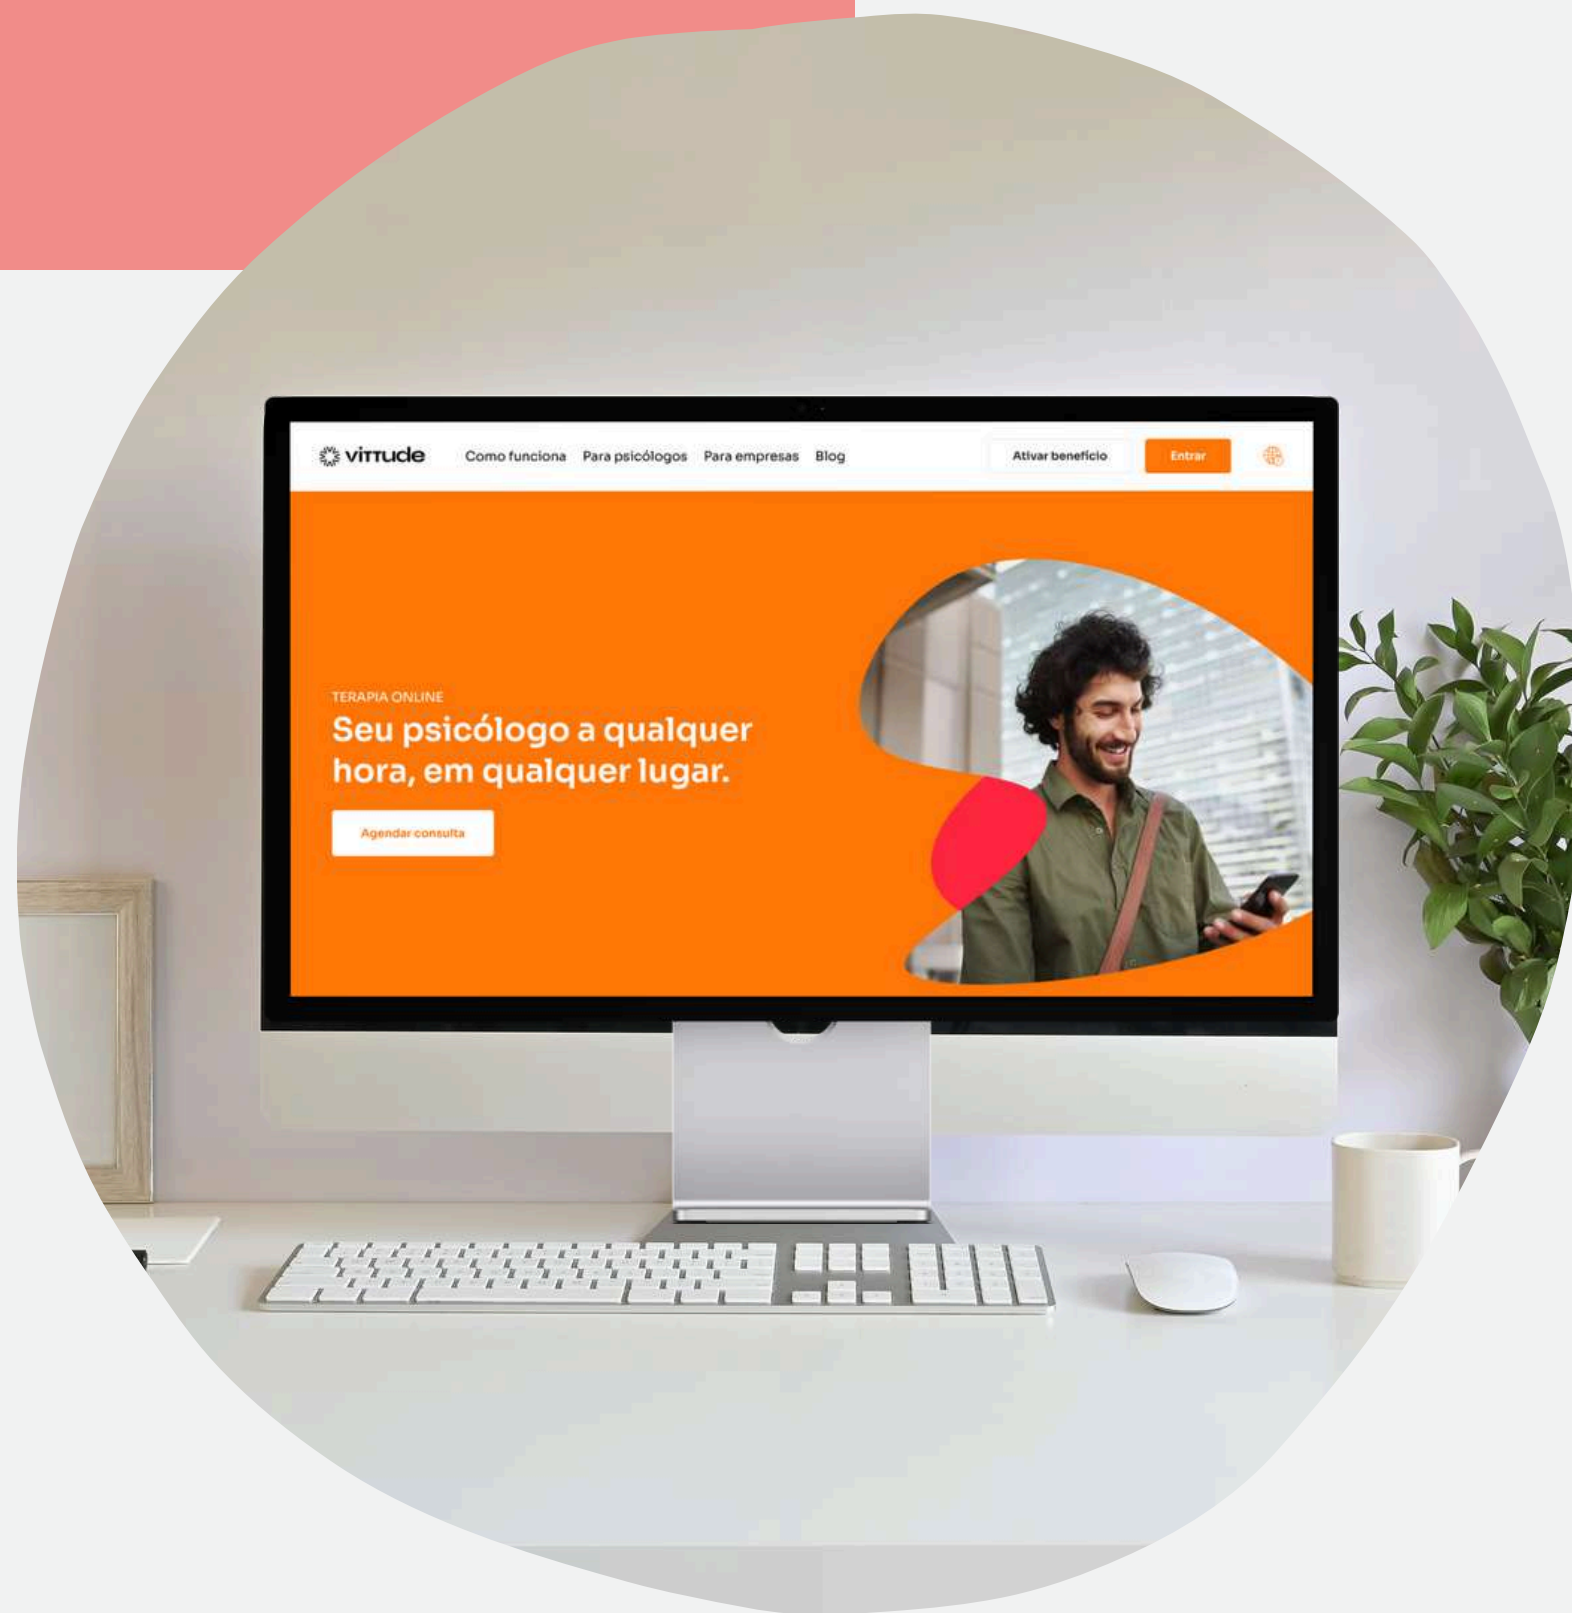 vittude
Como funciona Para psicólogos Para empresas Blog
Ativar benefício
Entrar
TERAPIA ONLINE
Seu psicólogo a qualquer
hora, em qualquer lugar.
Agendar consulta